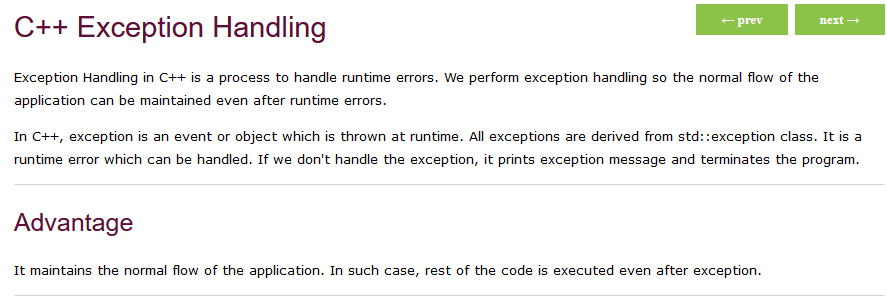 C++ Exception Handling
← prev
next →
Exception Handling in C++ is a process to handle runtime errors. We perform exception handling so the normal flow of the
application can be maintained even after runtime errors.
In C++, exception is an event or object which is thrown at runtime. All exceptions are derived from std::exception class. It is a
runtime error which can be handled. If we don't handle the exception, it prints exception message and terminates the program.
Advantage
It maintains the normal flow of the application. In such case, rest of the code is executed even after exception.